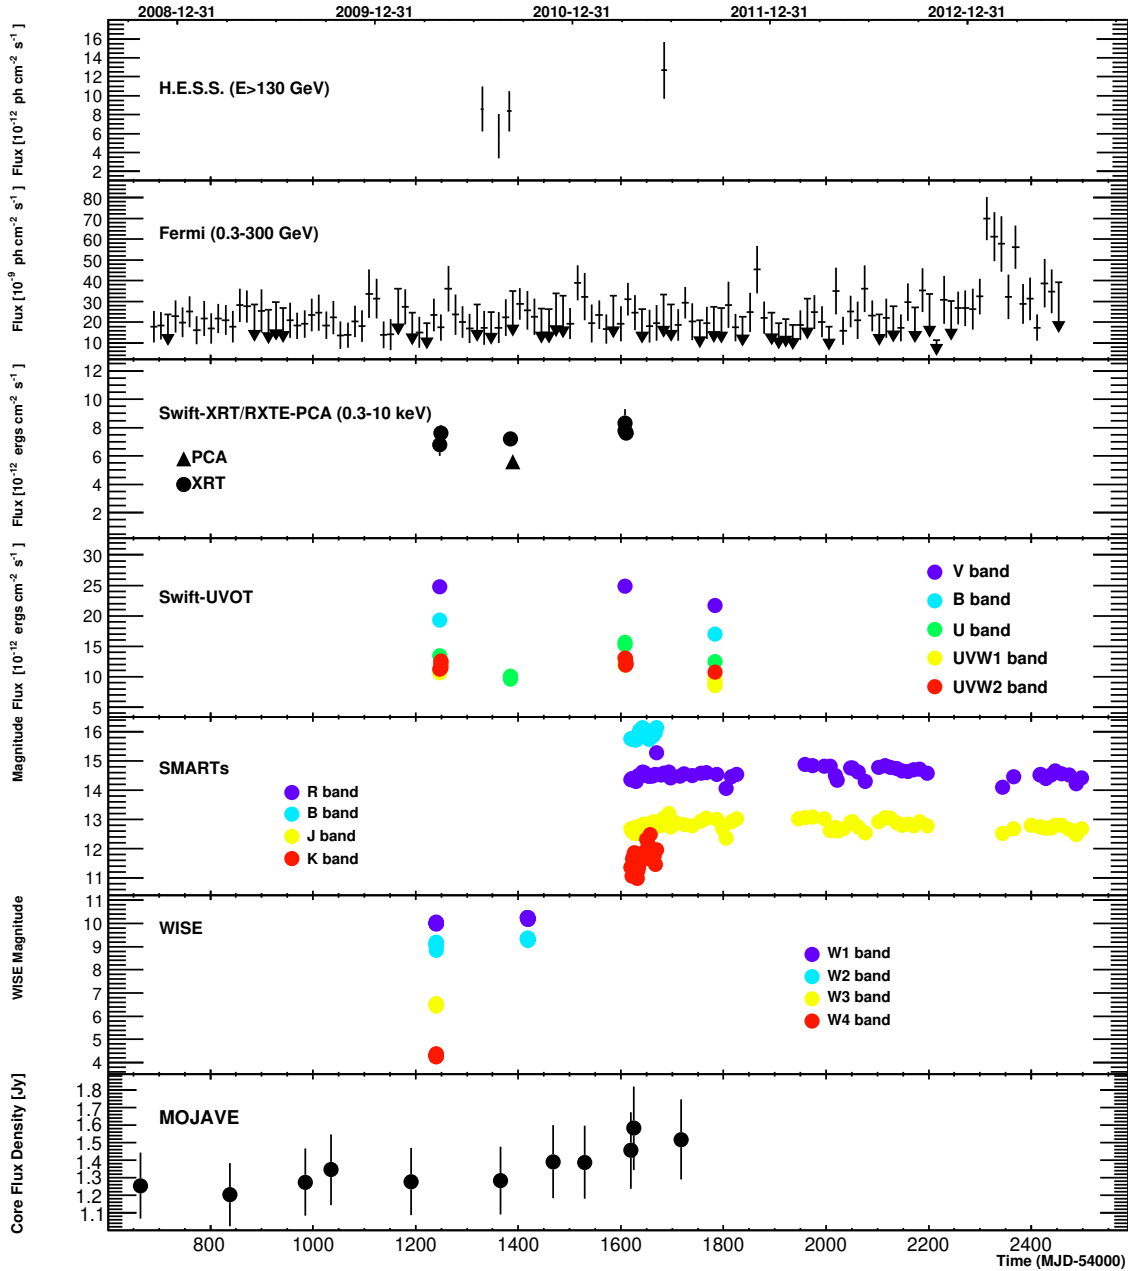 2008-12-31 2009-12-31 2010-12-31 2011-12-31 2012-12-31
Flux [10⁻¹² ph cm⁻² s⁻¹ ]
16
14
12
10
8
6
4
2
H.E.S.S. (E>130 GeV)
Flux [10⁻⁹ ph cm⁻² s⁻¹ ]
80
70
60
50
40
30
20
10
Fermi (0.3-300 GeV)
Flux [10⁻¹² ergs cm⁻² s⁻¹ ]
12
10
8
6
4
2
Swift-XRT/RXTE-PCA (0.3-10 keV)
PCA
XRT
Flux [10⁻¹² ergs cm⁻² s⁻¹ ]
30
25
20
15
10
5
Swift-UVOT
V band
B band
U band
UVW1 band
UVW2 band
Magnitude
16
15
14
13
12
11
SMARTs
R band
B band
J band
K band
WISE Magnitude
11
10
9
8
7
6
5
4
WISE
W1 band
W2 band
W3 band
W4 band
Core Flux Density [Jy]
1.8
1.7
1.6
1.5
1.4
1.3
1.2
1.1
MOJAVE
800 1000 1200 1400 1600 1800 2000 2200 2400
Time (MJD-54000)